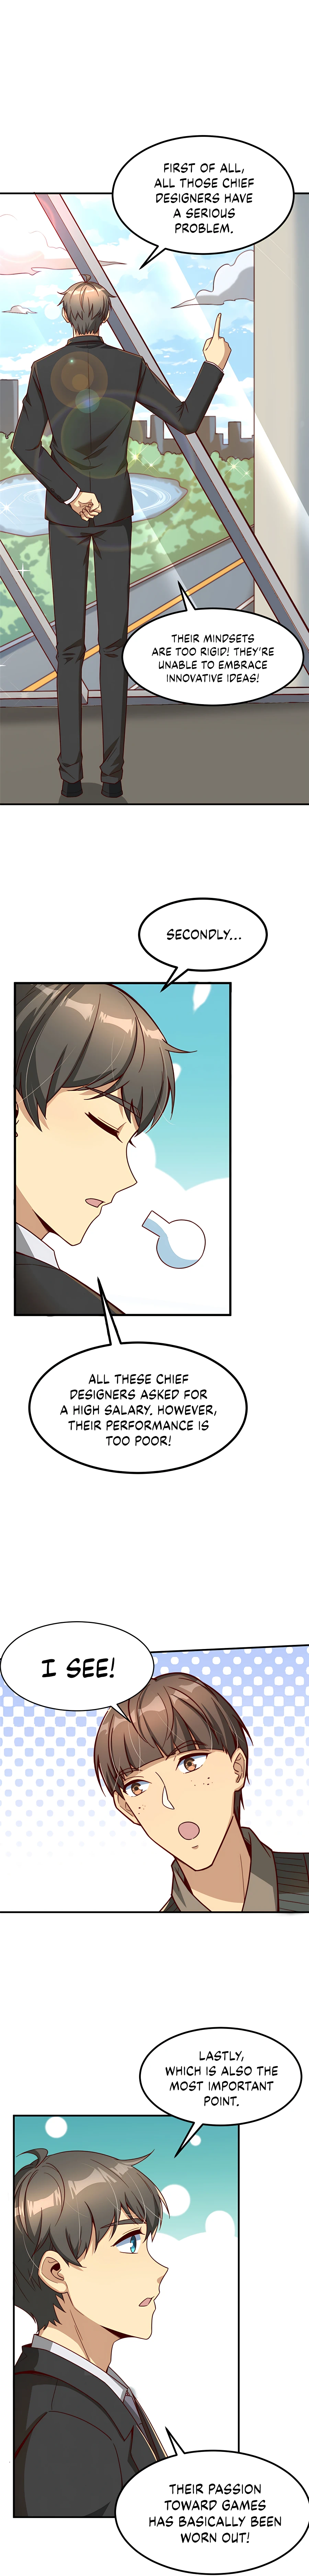 FIRST OF ALL,
ALL THOSE CHIEF
DESIGNERS HAVE
A SERIOUS
PROBLEM.
THEIR MINDSETS
ARE TOO RIGID! THEY'RE
UNABLE TO EMBRACE
INNOVATIVE IDEAS!
SECONDLY...
ALL THESE CHIEF
DESIGNERS ASKED FOR
A HIGH SALARY. HOWEVER,
THEIR PERFORMANCE IS
TOO POOR!
I SEE!
LASTLY,
WHICH IS ALSO THE
MOST IMPORTANT
POINT.
THEIR PASSION
TOWARD GAMES
HAS BASICALLY BEEN
WORN OUT!